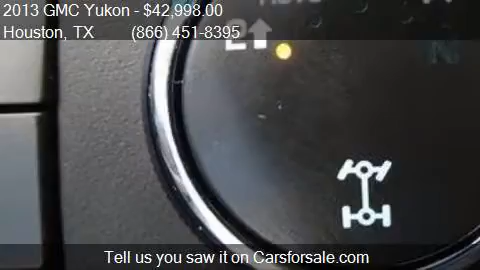 2013 GMC Yukon - $42,998.00
Houston, TX (866) 451-8395
AUTO
2↑
N
Tell us you saw it on Carsforsale.com